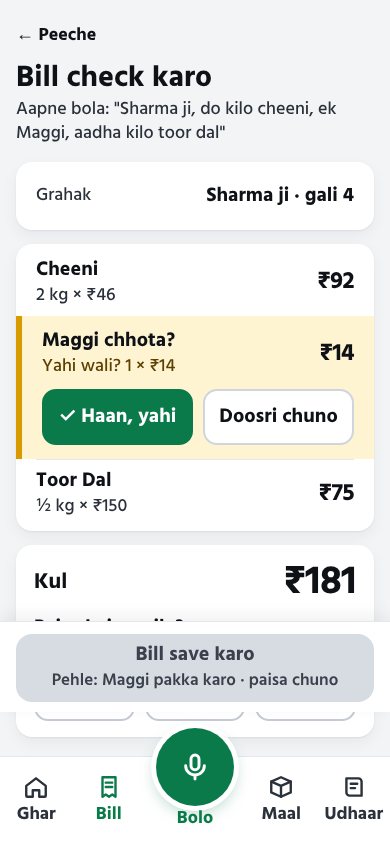 ← Peeche
Bill check karo
Aapne bola: "Sharma ji, do kilo cheeni, ek
Maggi, aadha kilo toor dal"
Grahak
Sharma ji · gali 4
Cheeni
₹92
2 kg × ₹46
Maggi chhota?
₹14
Yahi wali? 1 × ₹14
✓ Haan, yahi
Doosri chuno
Toor Dal
₹75
½ kg × ₹150
Kul
₹181
Bill save karo
Pehle: Maggi pakka karo · paisa chuno
Ghar
Bill
Bolo
Maal
Udhaar